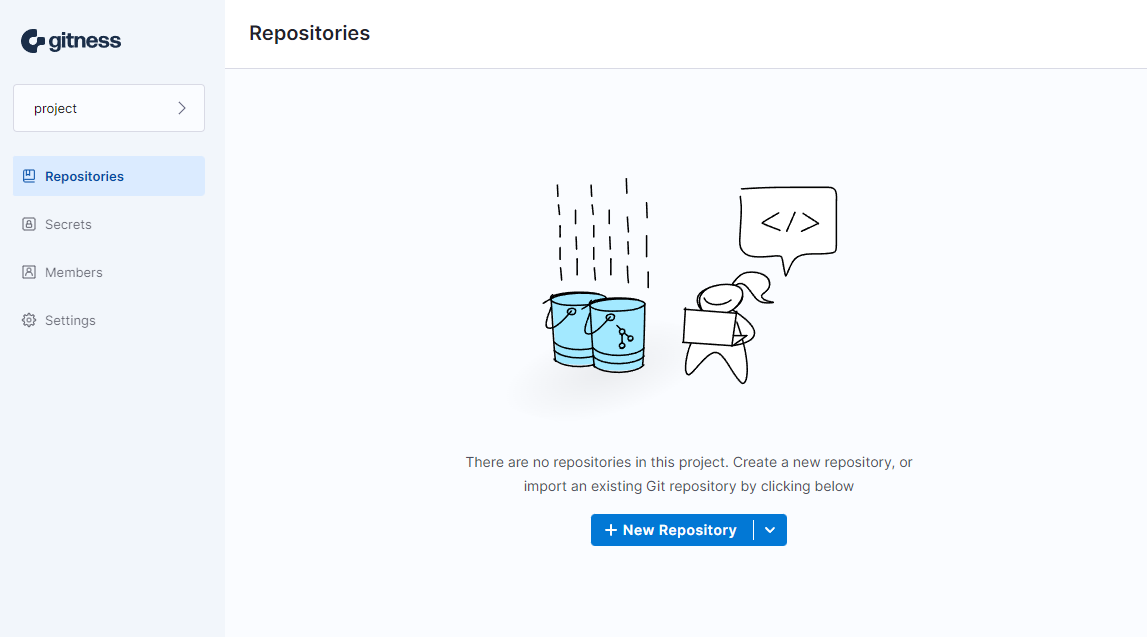 gitness
Repositories
project
Repositories
Secrets
Members
Settings
</>
There are no repositories in this project. Create a new repository, or
import an existing Git repository by clicking below
+ New Repository